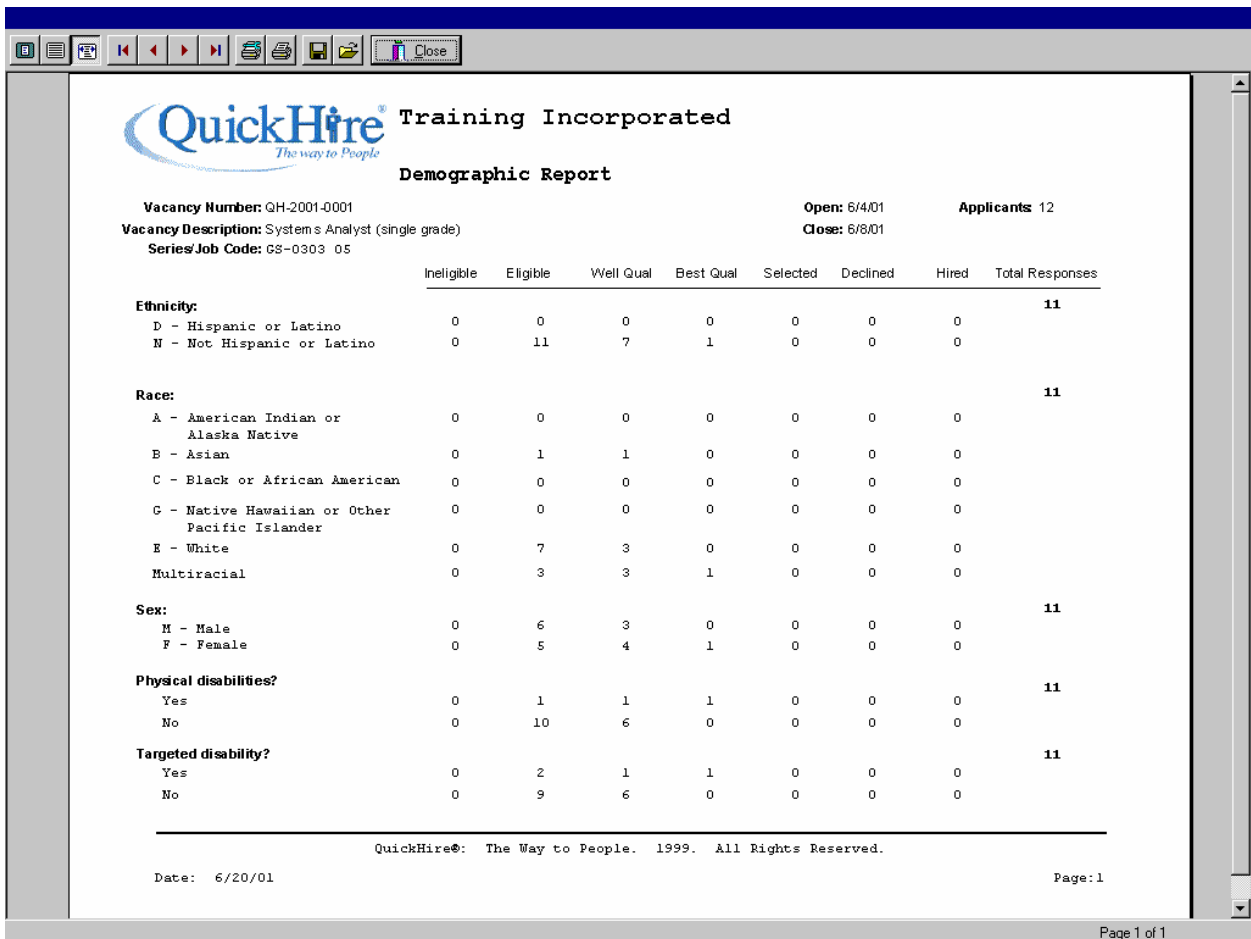 Close
QuickHire® Training Incorporated
The way to People
Demographic Report
Vacancy Number: QH-2001-0001 Open: 6/4/01 Applicants: 12
Vacancy Description: Systems Analyst (single grade) Close: 6/8/01
Series/Job Code: GS-0303 05
Ineligible Eligible Well Qual Best Qual Selected Declined Hired Total Responses
Ethnicity: 11
D - Hispanic or Latino 0 0 0 0 0 0 0
N - Not Hispanic or Latino 0 11 7 1 0 0 0
Race: 11
A - American Indian or 0 0 0 0 0 0 0
Alaska Native
B - Asian 0 1 1 0 0 0 0
C - Black or African American 0 0 0 0 0 0 0
G - Native Hawaiian or Other 0 0 0 0 0 0 0
Pacific Islander
E - White 0 7 3 0 0 0 0
Multiracial 0 3 3 1 0 0 0
Sex: 11
M - Male 0 6 3 0 0 0 0
F - Female 0 5 4 1 0 0 0
Physical disabilities? 11
Yes 0 1 1 1 0 0 0
No 0 10 6 0 0 0 0
Targeted disability? 11
Yes 0 2 1 1 0 0 0
No 0 9 6 0 0 0 0
QuickHire®: The Way to People. 1999. All Rights Reserved.
Date: 6/20/01 Page:1
Page 1 of 1